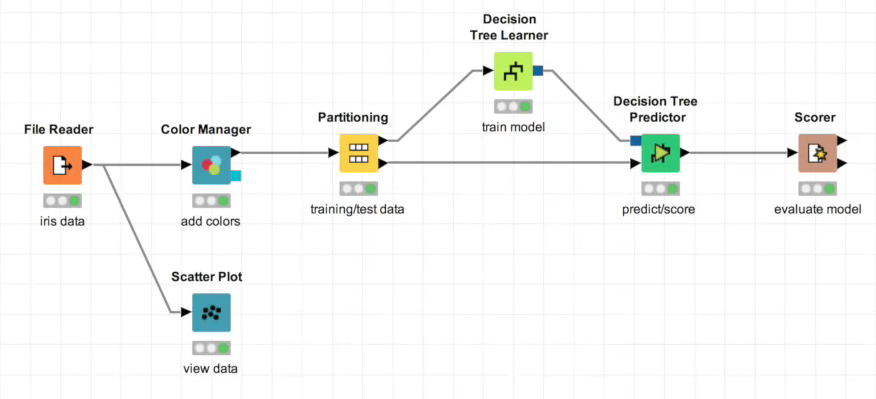 Decision
Tree Learner
train model
File Reader
iris data
Color Manager
add colors
Partitioning
training/test data
Decision Tree
Predictor
predict/score
Scorer
evaluate model
Scatter Plot
view data